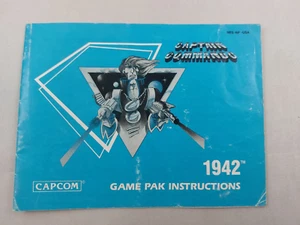 CAPTAIN
COMMANDO
1942™
CAPCOM
GAME PAK INSTRUCTIONS